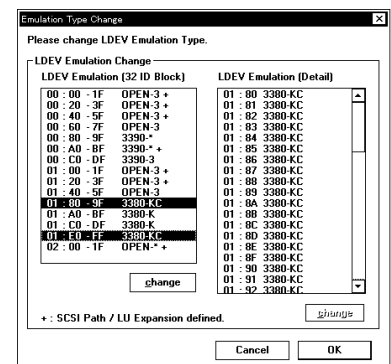 Emulation Type Change
Please change LDEV Emulation Type.
LDEV Emulation Change
LDEV Emulation (32 ID Block)
00 : 00 - 1F OPEN-3 +
00 : 20 - 3F OPEN-3 +
00 : 40 - 5F OPEN-3 +
00 : 60 - 7F OPEN-3
00 : 80 - 9F 3390-*
00 : A0 - BF 3390-* +
00 : C0 - DF 3390-3
01 : 00 - 1F OPEN-3 +
01 : 20 - 3F OPEN-3 +
01 : 40 - 5F OPEN-3
01 : 80 - 9F 3380-KC
01 : A0 - BF 3380-K
01 : C0 - DF 3380-K
01 : E0 - FF 3380-KC
02 : 00 - 1F OPEN-* +
change
+ : SCSI Path / LU Expansion defined.
LDEV Emulation (Detail)
01 : 80 3380-KC
01 : 81 3380-KC
01 : 82 3380-KC
01 : 83 3380-KC
01 : 84 3380-KC
01 : 85 3380-KC
01 : 86 3380-KC
01 : 87 3380-KC
01 : 88 3380-KC
01 : 89 3380-KC
01 : 8A 3380-KC
01 : 8B 3380-KC
01 : 8C 3380-KC
01 : 8D 3380-KC
01 : 8E 3380-KC
01 : 8F 3380-KC
01 : 90 3380-KC
01 : 91 3380-KC
01 - 92 3380-KC
change
Cancel
OK